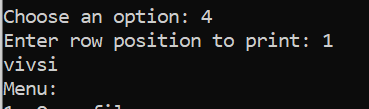 Choose an option: 4
Enter row position to print: 1
vivsi
Menu: